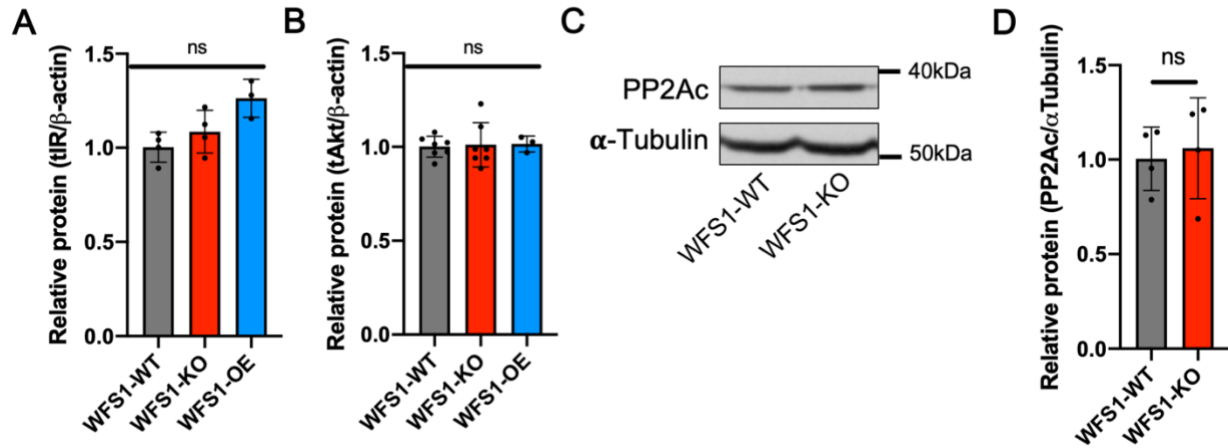 A
Relative protein (tIR/β-actin)
ns
1.5
1.0
0.5
0.0
WFS1-WT
WFS1-KO
WFS1-OE
B
Relative protein (tAkt/β-actin)
ns
1.5
1.0
0.5
0.0
WFS1-WT
WFS1-KO
WFS1-OE
C
PP2Ac
40kDa
α-Tubulin
50kDa
WFS1-WT
WFS1-KO
D
Relative protein (PP2Ac/αTubulin)
ns
1.5
1.0
0.5
0.0
WFS1-WT
WFS1-KO